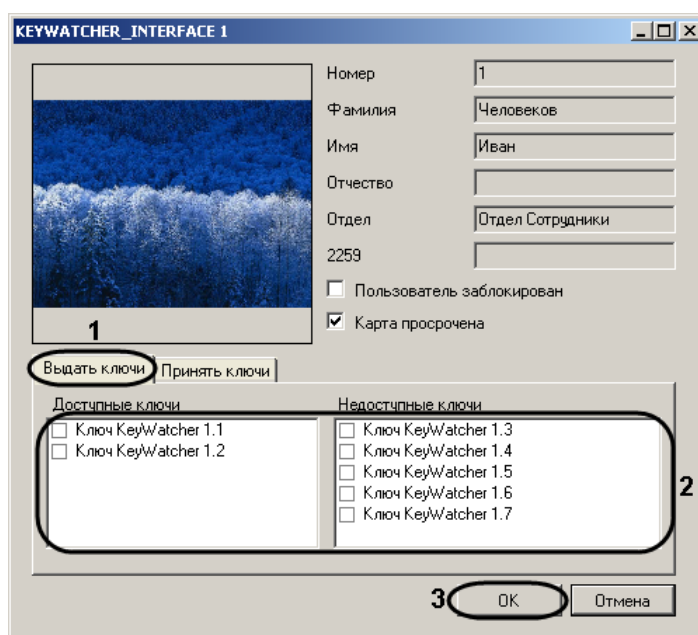 KEYWATCHER_INTERFACE 1
Номер 1
Фамилия Человеков
Имя Иван
Отчество
Отдел Отдел Сотрудники
2259
Пользователь заблокирован
Карта просрочена
1
Выдать ключи Принять ключи
Доступные ключи Недоступные ключи
Ключ KeyWatcher 1.1 Ключ KeyWatcher 1.3
Ключ KeyWatcher 1.2 Ключ KeyWatcher 1.4
Ключ KeyWatcher 1.5
Ключ KeyWatcher 1.6
Ключ KeyWatcher 1.7
2
3 OK Отмена